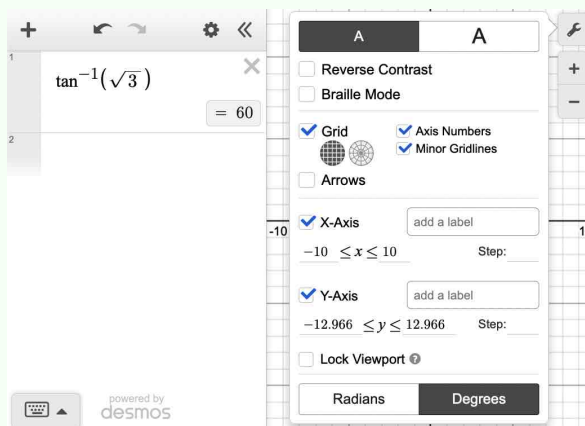 1
tan⁻¹(√3)
= 60
2
powered by
desmos
-10
A A
Reverse Contrast
Braille Mode
Grid
Axis Numbers
Minor Gridlines
Arrows
X-Axis add a label
−10 ≤ x ≤ 10 Step:
Y-Axis add a label
−12.966 ≤ y ≤ 12.966 Step:
Lock Viewport ?
Radians Degrees
1